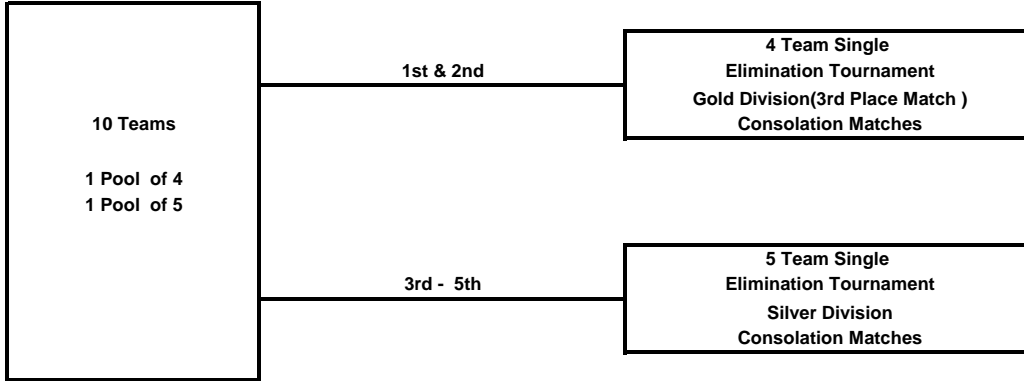 10 Teams
1 Pool of 4
1 Pool of 5
1st & 2nd
4 Team Single
Elimination Tournament
Gold Division(3rd Place Match )
Consolation Matches
3rd - 5th
5 Team Single
Elimination Tournament
Silver Division
Consolation Matches